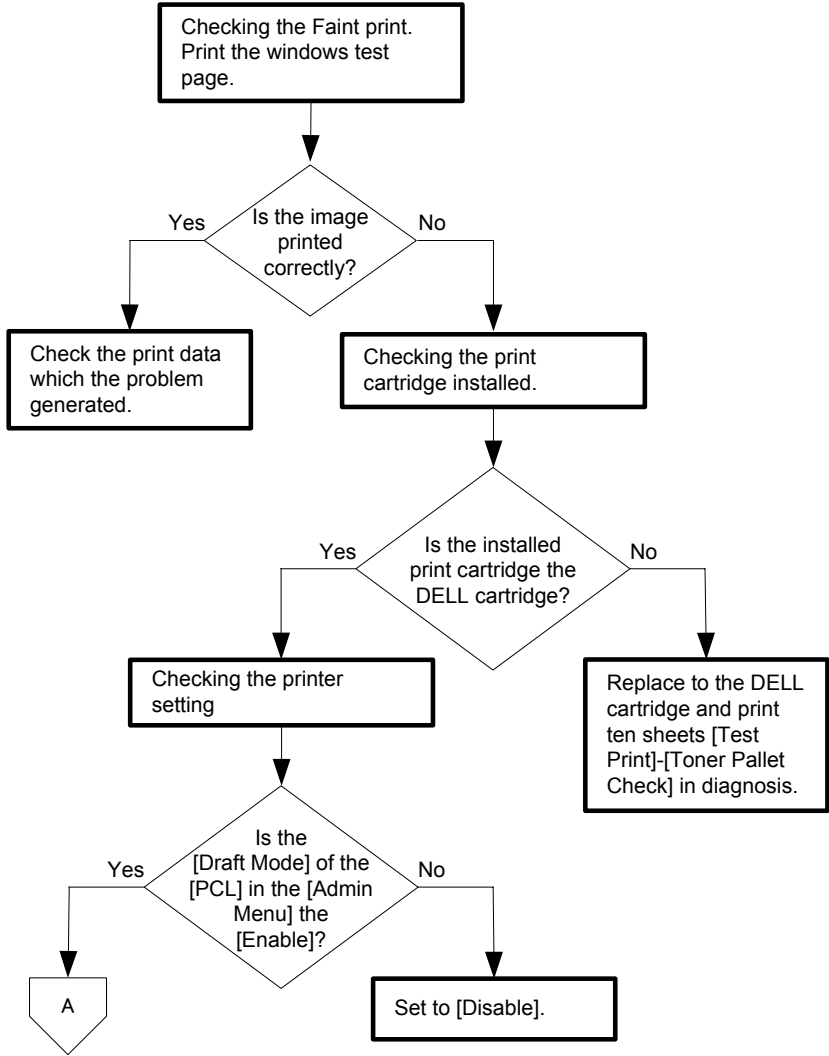 Checking the Faint print.
Print the windows test
page.
Yes
Is the image
printed
correctly?
No
Check the print data
which the problem
generated.
Checking the print
cartridge installed.
Yes
Is the installed
print cartridge the
DELL cartridge?
No
Checking the printer
setting
Replace to the DELL
cartridge and print
ten sheets [Test
Print]-[Toner Pallet
Check] in diagnosis.
Yes
Is the
[Draft Mode] of the
[PCL] in the [Admin
Menu] the
[Enable]?
No
A
Set to [Disable].